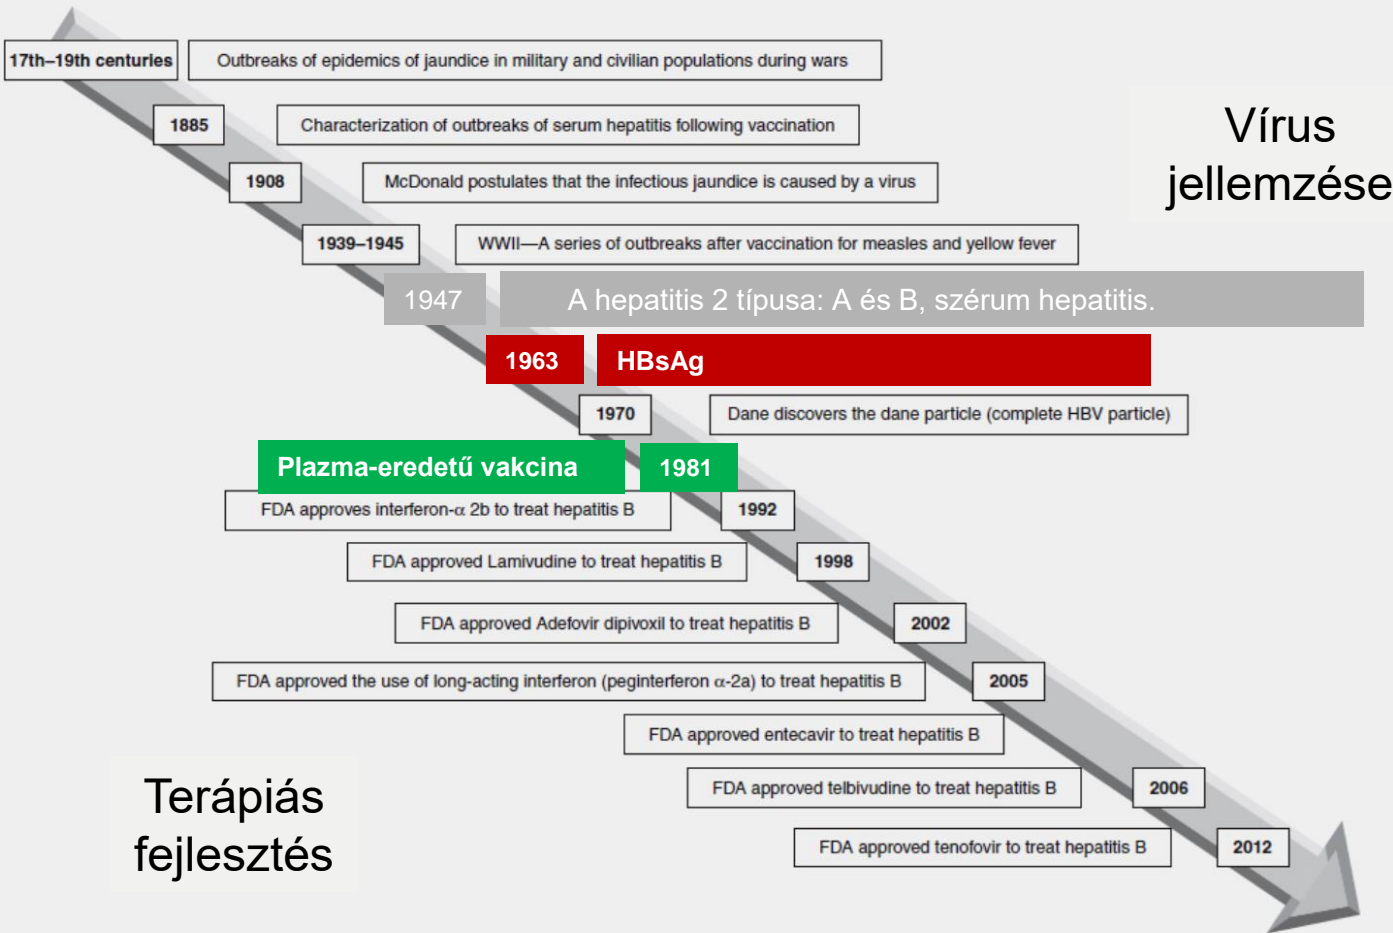 17th–19th centuries
Outbreaks of epidemics of jaundice in military and civilian populations during wars
1885
Characterization of outbreaks of serum hepatitis following vaccination
Vírus
jellemzése
1908
McDonald postulates that the infectious jaundice is caused by a virus
1939–1945
WWII—A series of outbreaks after vaccination for measles and yellow fever
1947
A hepatitis 2 típusa: A és B, szérum hepatitis.
1963
HBsAg
1970
Dane discovers the dane particle (complete HBV particle)
Plazma-eredetű vakcina
1981
FDA approves interferon-α 2b to treat hepatitis B
1992
FDA approved Lamivudine to treat hepatitis B
1998
FDA approved Adefovir dipivoxil to treat hepatitis B
2002
FDA approved the use of long-acting interferon (peginterferon α-2a) to treat hepatitis B
2005
FDA approved entecavir to treat hepatitis B
FDA approved telbivudine to treat hepatitis B
2006
Terápiás
fejlesztés
FDA approved tenofovir to treat hepatitis B
2012